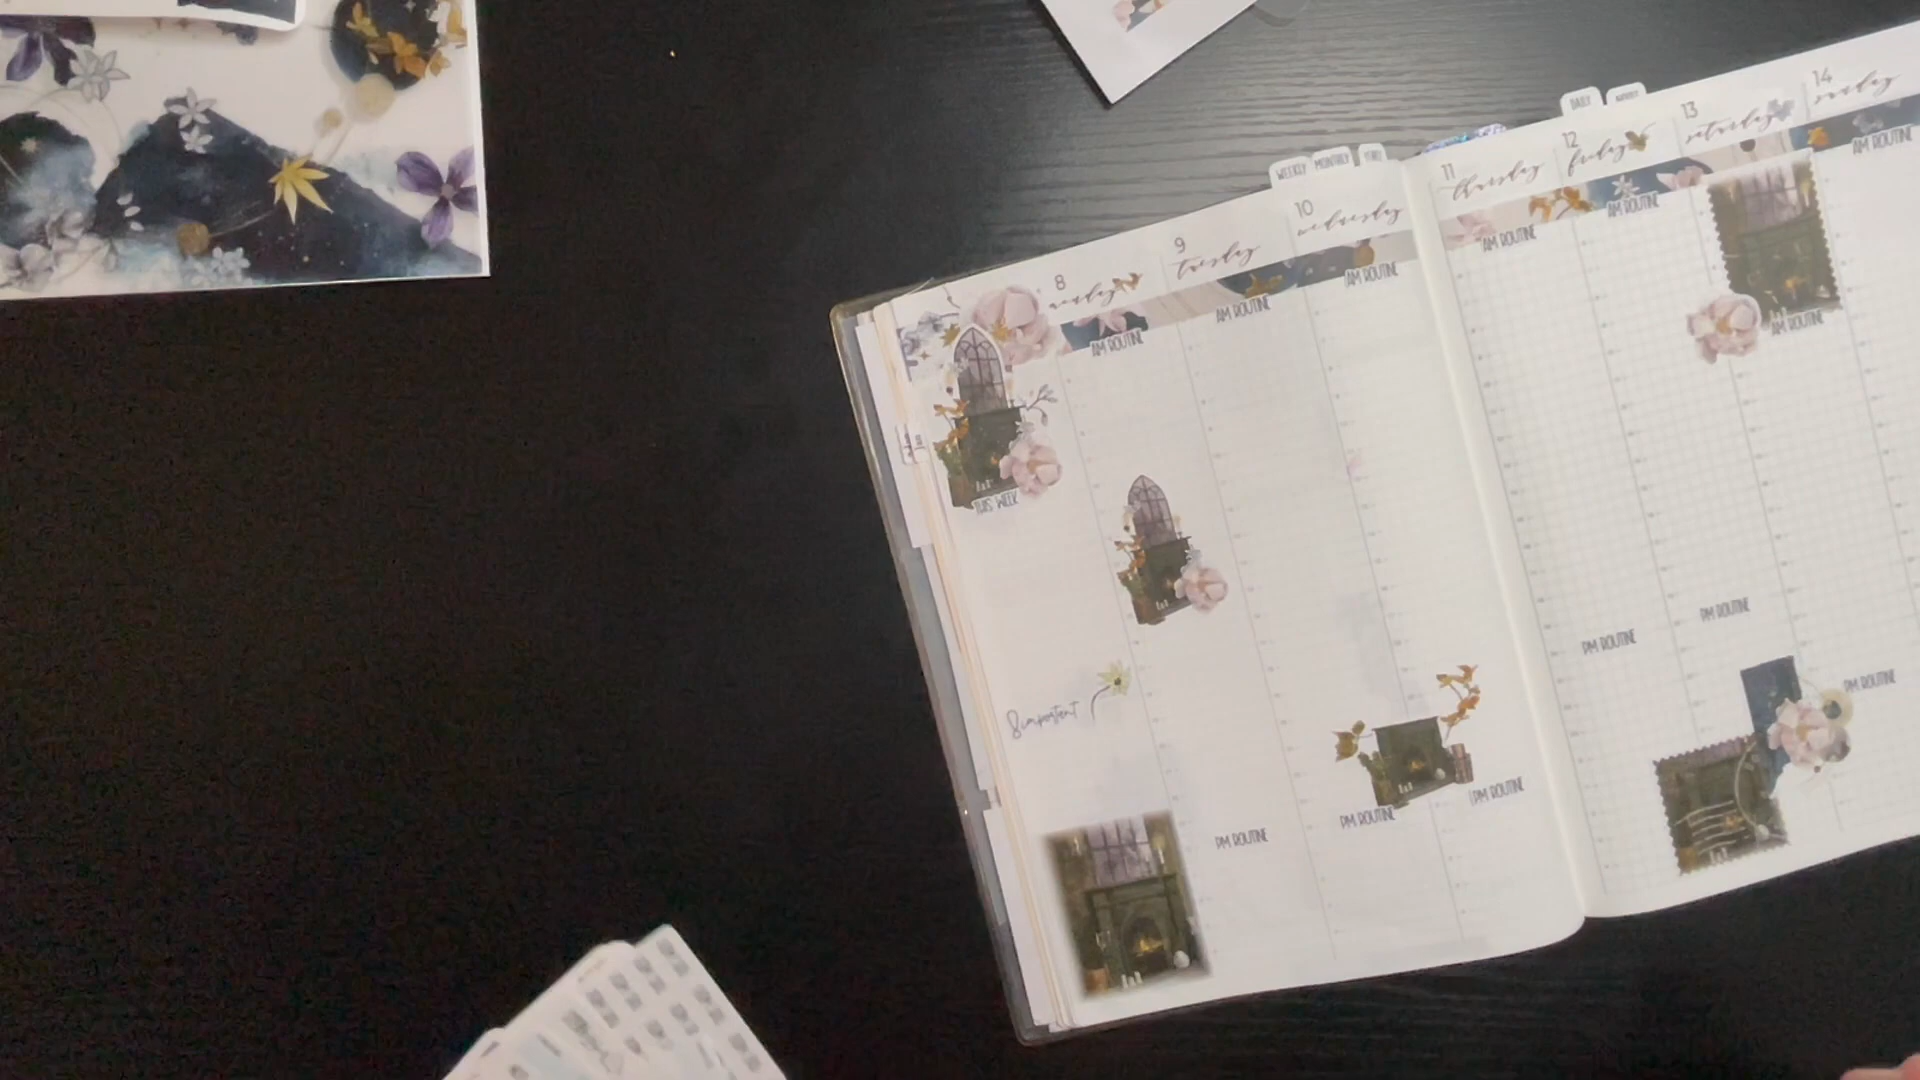 WEEKLY MONTHLY YEARLY
DAILY
8
monday
9
tuesday
10
wednesday
11
thursday
12
friday
13
saturday
14
sunday
AM ROUTINE
AM ROUTINE
AM ROUTINE
AM ROUTINE
AM ROUTINE
AM ROUTINE
AM ROUTINE
THIS WEEK
important
PM ROUTINE
PM ROUTINE
PM ROUTINE
PM ROUTINE
PM ROUTINE
PM ROUTINE